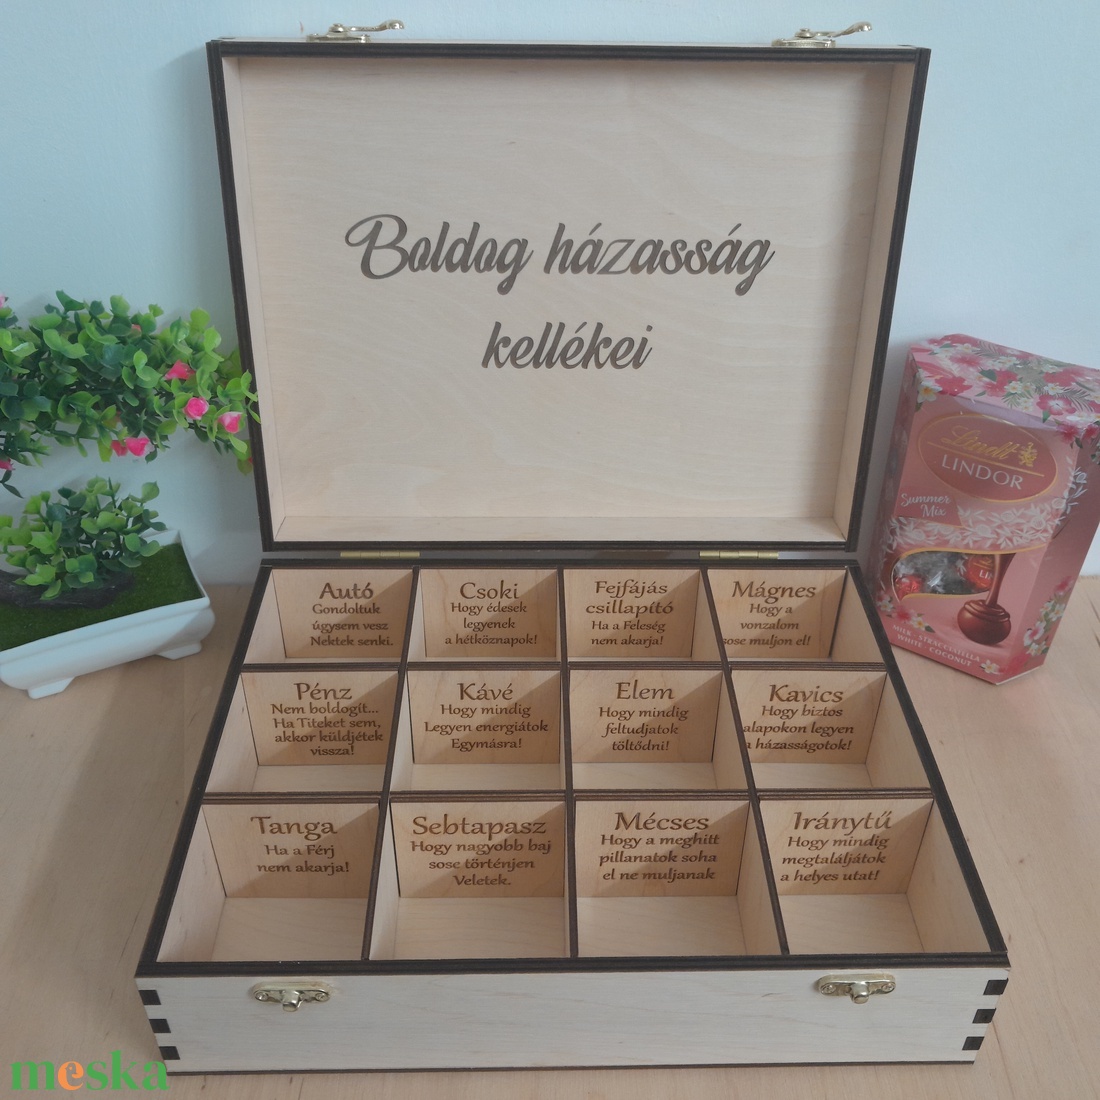 Boldog házasság
kellékei
Autó
Gondoltuk
úgysem vesz
Nektek senki.
Csoki
Hogy édesek
legyenek
a hétköznapok!
Fejfájás
csillapító
Ha a Feleség
nem akarja!
Mágnes
Hogy a
vonzalom
sose muljon el!
Pénz
Nem boldogít...
Ha Titeket sem,
akkor küldjétek
vissza!
Kávé
Hogy mindig
Legyen energiátok
Egymásra!
Elem
Hogy mindig
feltudjatok
töltődni!
Kavics
Hogy biztos
alapokon legyen
a házasságotok!
Tanga
Ha a Férj
nem akarja!
Sebtapasz
Hogy nagyobb baj
sose történjen
Veletek.
Mécses
Hogy a meghitt
pillanatok soha
el ne muljanak
Iránytű
Hogy mindig
megtaláljátok
a helyes utat!
Lindt
LINDOR
Summer
Mix
MILK - STRACCIATELLA
WHITE - COCONUT
meska